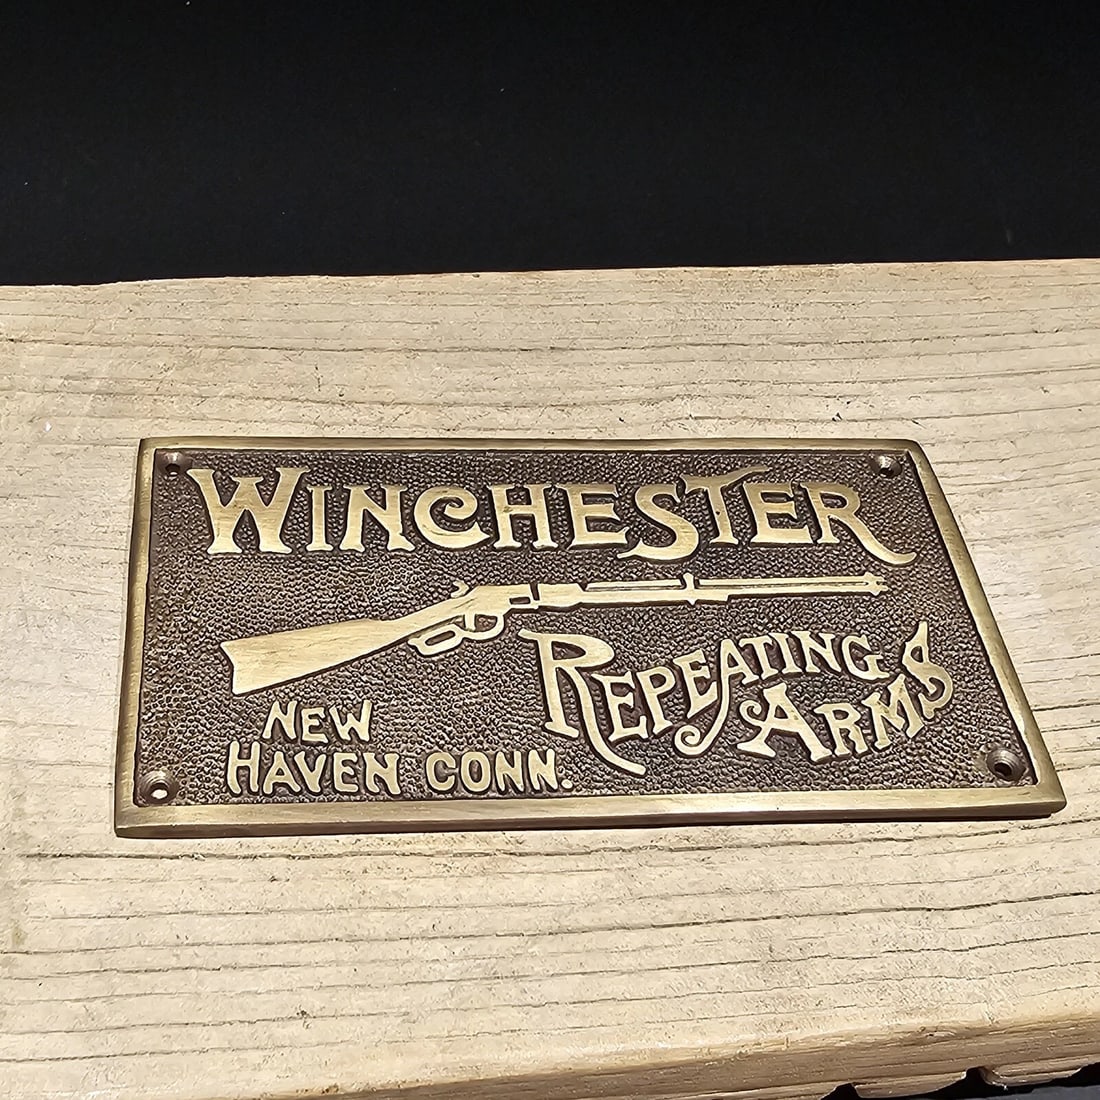 WINCHESTER
REPEATING
ARMS
NEW
HAVEN CONN.